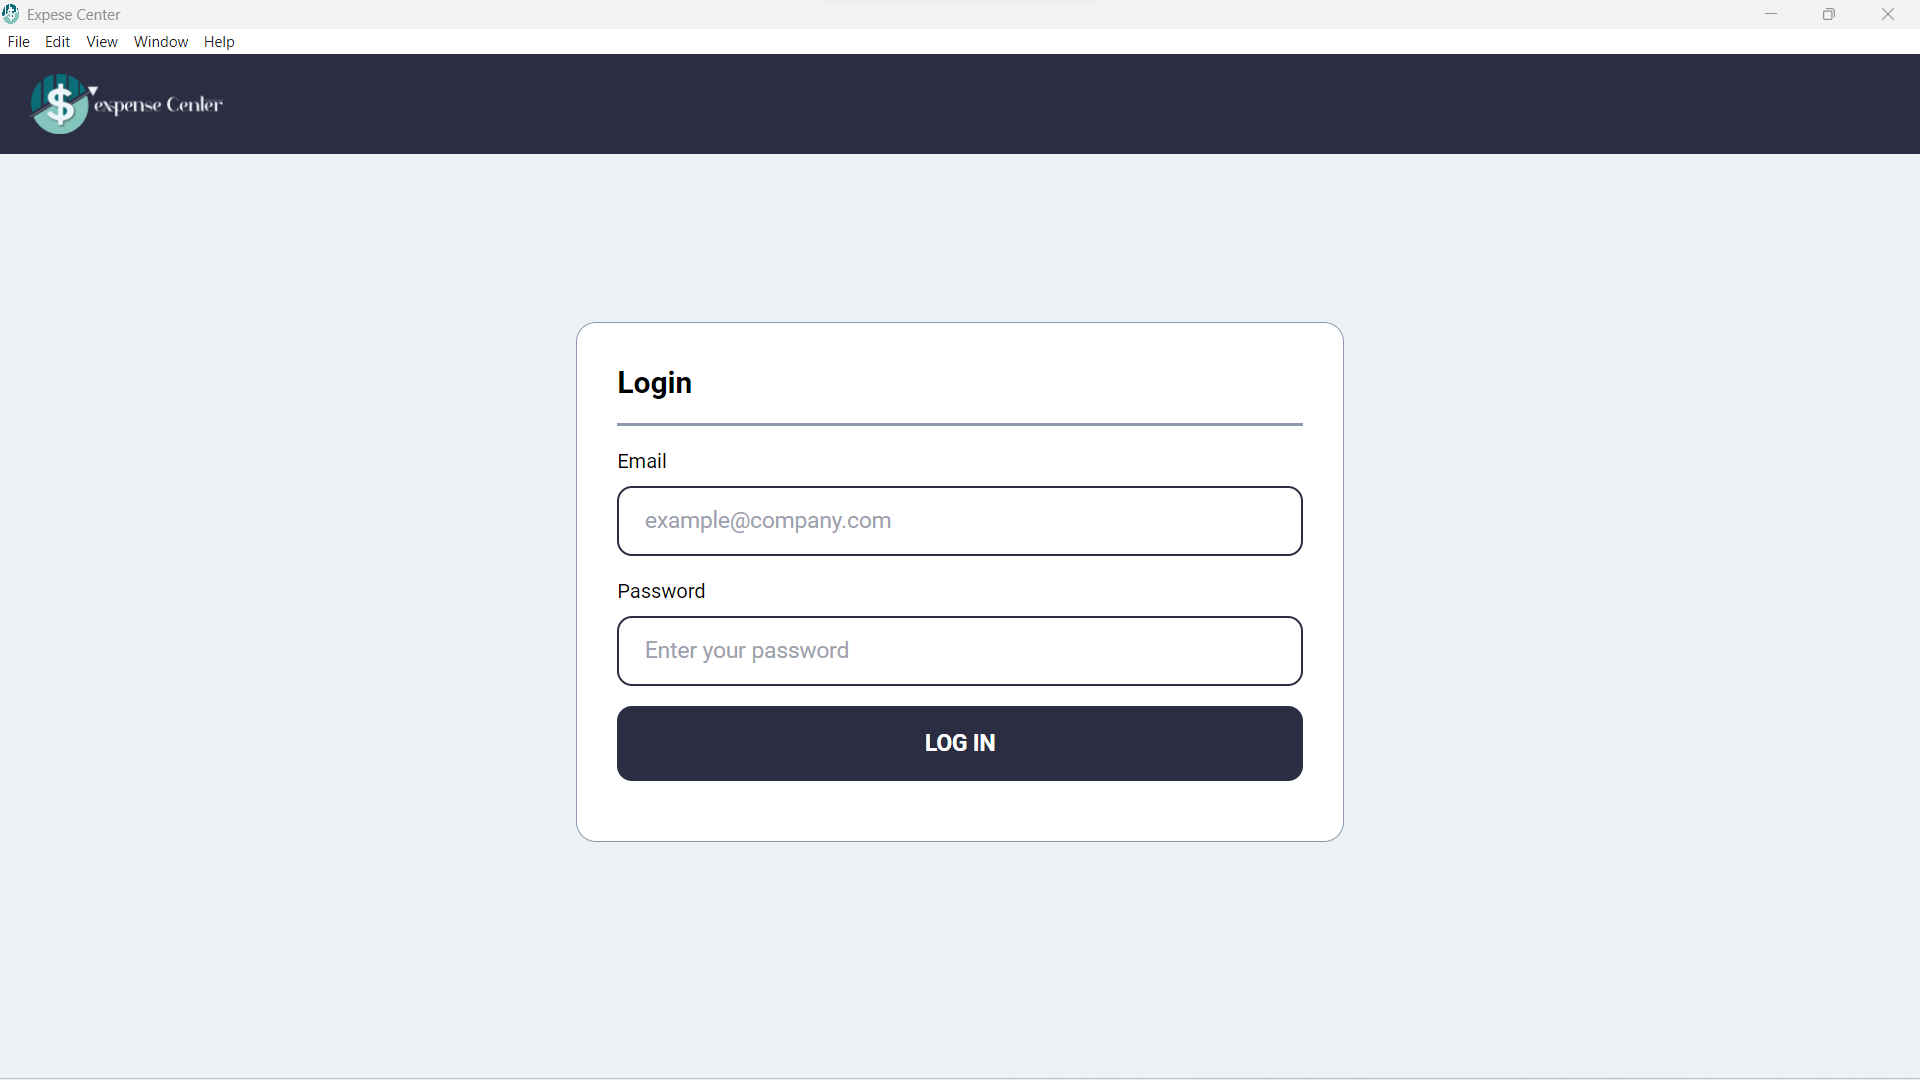 Expese Center
File Edit View Window Help
expense Center
Login
Email
example@company.com
Password
Enter your password
LOG IN